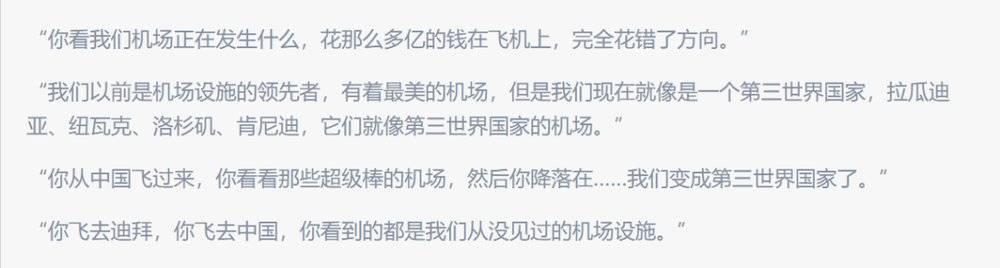 “你看我们机场正在发生什么，花那么多亿的钱在飞机上，完全花错了方向。”
“我们以前是机场设施的领先者，有着最美的机场，但是我们现在就像是一个第三世界国家，拉瓜迪
亚、纽瓦克、洛杉矶、肯尼迪，它们就像第三世界国家的机场。”
“你从中国飞过来，你看看那些超级棒的机场，然后你降落在……我们变成第三世界国家了。”
“你飞去迪拜，你飞去中国，你看到的都是我们从没见过的机场设施。”